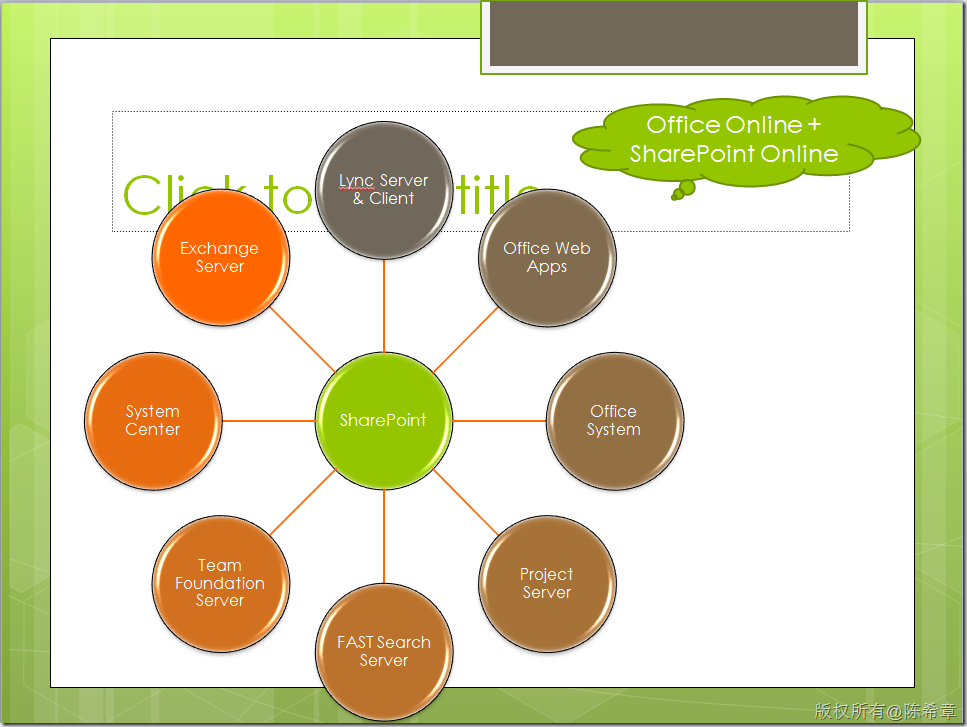 Office Online +
SharePoint Online
Click to
title
Lync Server
& Client
Exchange
Server
Office Web
Apps
System
Center
SharePoint
Office
System
Team
Foundation
Server
Project
Server
FAST Search
Server
版权所有@陈希章